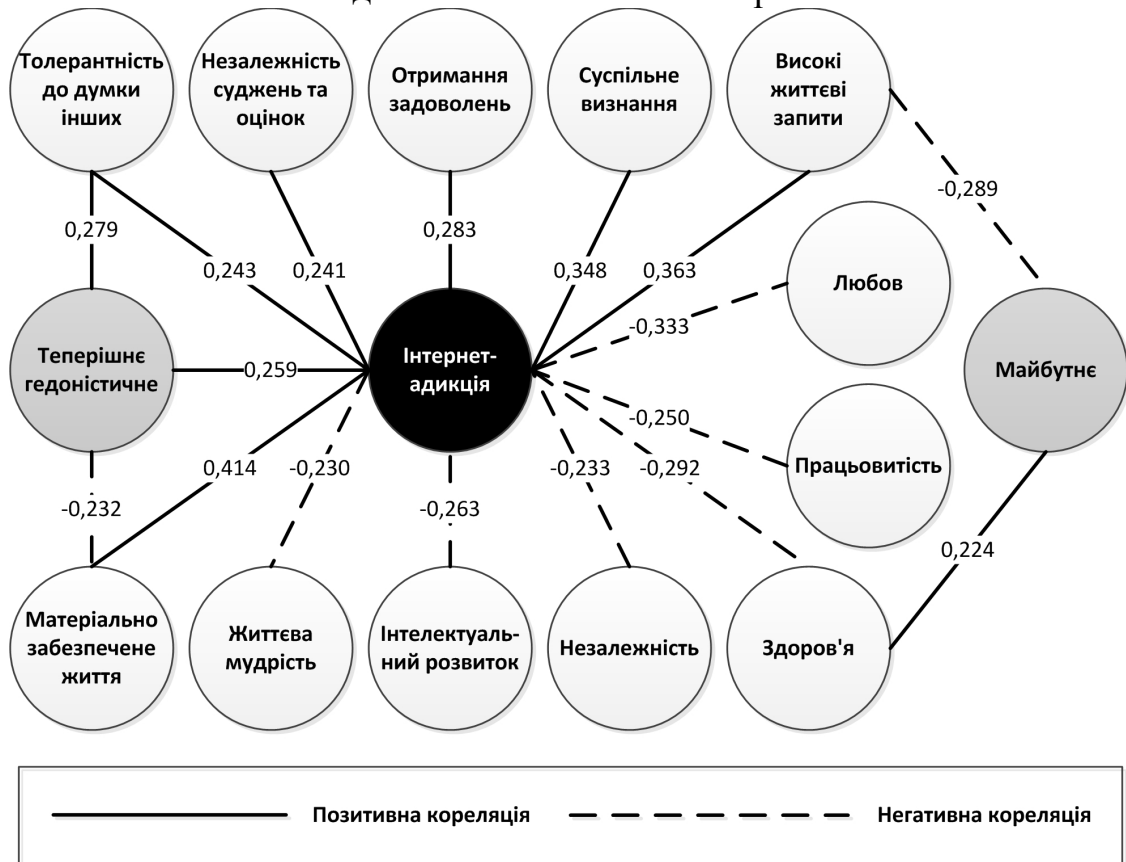 Толерантність
до думки
інших
Незалежність
суджень та
оцінок
Отримання
задоволень
Суспільне
визнання
Високі
життєві
запити
-0,289
0,279
0,243
0,241
0,283
0,348
0,363
Любов
-0,333
Теперішнє
гедоністичне
0,259
Інтернет-
адикція
Майбутнє
-0,250
Працьовитість
0,414
-0,230
-0,233
-0,292
-0,232
-0,263
0,224
Матеріально
забезпечене
життя
Життєва
мудрість
Інтелектуаль-
ний розвиток
Незалежність
Здоров'я
Позитивна кореляція
Негативна кореляція